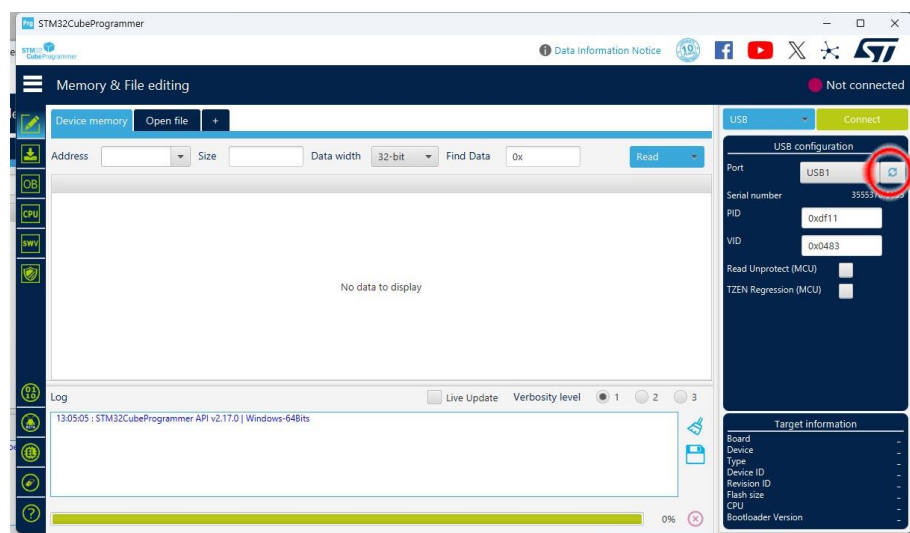 Prg STM32CubeProgrammer
STM32
CubeProgrammer
Data Information Notice
Memory & File editing
Not connected
Device memory Open file +
USB Connect
Address Size Data width 32-bit Find Data 0x Read
USB configuration
Port USB1
Serial number
PID 0xdf11
VID 0x0483
Read Unprotect (MCU)
TZEN Regression (MCU)
OB
CPU
SWV
No data to display
Log Live Update Verbosity level 1 2 3
13:05:05 : STM32CubeProgrammer API v2.17.0 | Windows-64Bits
0%
Target information
Board -
Device -
Type -
Device ID -
Revision ID -
Flash size -
CPU -
Bootloader Version -